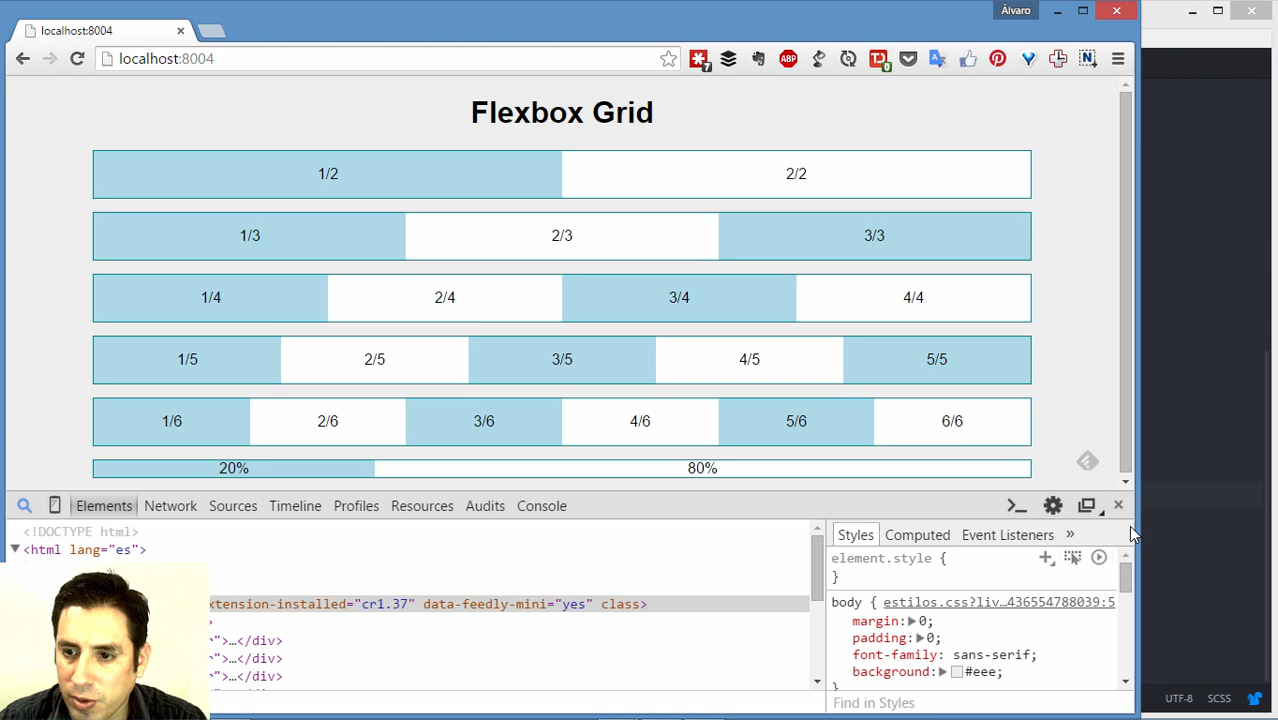 Álvaro
localhost:8004
localhost:8004
7
ABP
0
N
Flexbox Grid
1/2 2/2
1/3 2/3 3/3
1/4 2/4 3/4 4/4
1/5 2/5 3/5 4/5 5/5
1/6 2/6 3/6 4/6 5/6 6/6
20% 80%
Elements Network Sources Timeline Profiles Resources Audits Console
<!DOCTYPE html>
<html lang="es">
xtension-installed="cr1.37" data-feedly-mini="yes" class>
>
r">…</div>
r">…</div>
r">…</div>
Styles Computed Event Listeners »
element.style {
}
body { estilos.css?liv…436554788039:5
margin: 0;
padding: 0;
font-family: sans-serif;
background: #eee;
Find in Styles
UTF-8 SCSS